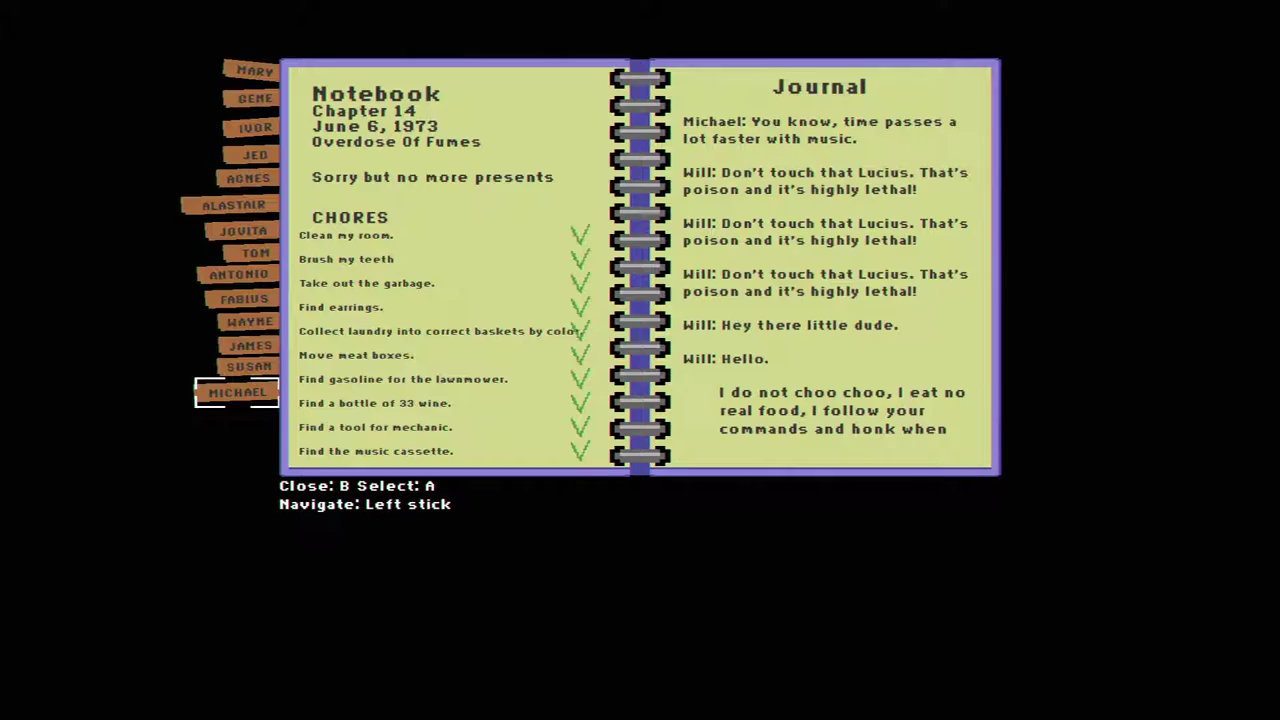 MARY
GENE
IVOR
JED
AGNES
ALASTAIR
JOVITA
TOM
ANTONIO
FABIUS
WAYNE
JAMES
SUSAN
MICHAEL
Notebook
Chapter 14
June 6, 1973
Overdose Of Fumes
Sorry but no more presents
CHORES
Clean my room.
Brush my teeth
Take out the garbage.
Find earrings.
Collect laundry into correct baskets by color.
Move meat boxes.
Find gasoline for the lawnmower.
Find a bottle of 33 wine.
Find a tool for mechanic.
Find the music cassette.
Journal
Michael: You know, time passes a
lot faster with music.
Will: Don't touch that Lucius. That's
poison and it's highly lethal!
Will: Don't touch that Lucius. That's
poison and it's highly lethal!
Will: Don't touch that Lucius. That's
poison and it's highly lethal!
Will: Hey there little dude.
Will: Hello.
I do not choo choo, I eat no
real food, I follow your
commands and honk when
Close: B Select: A
Navigate: Left stick